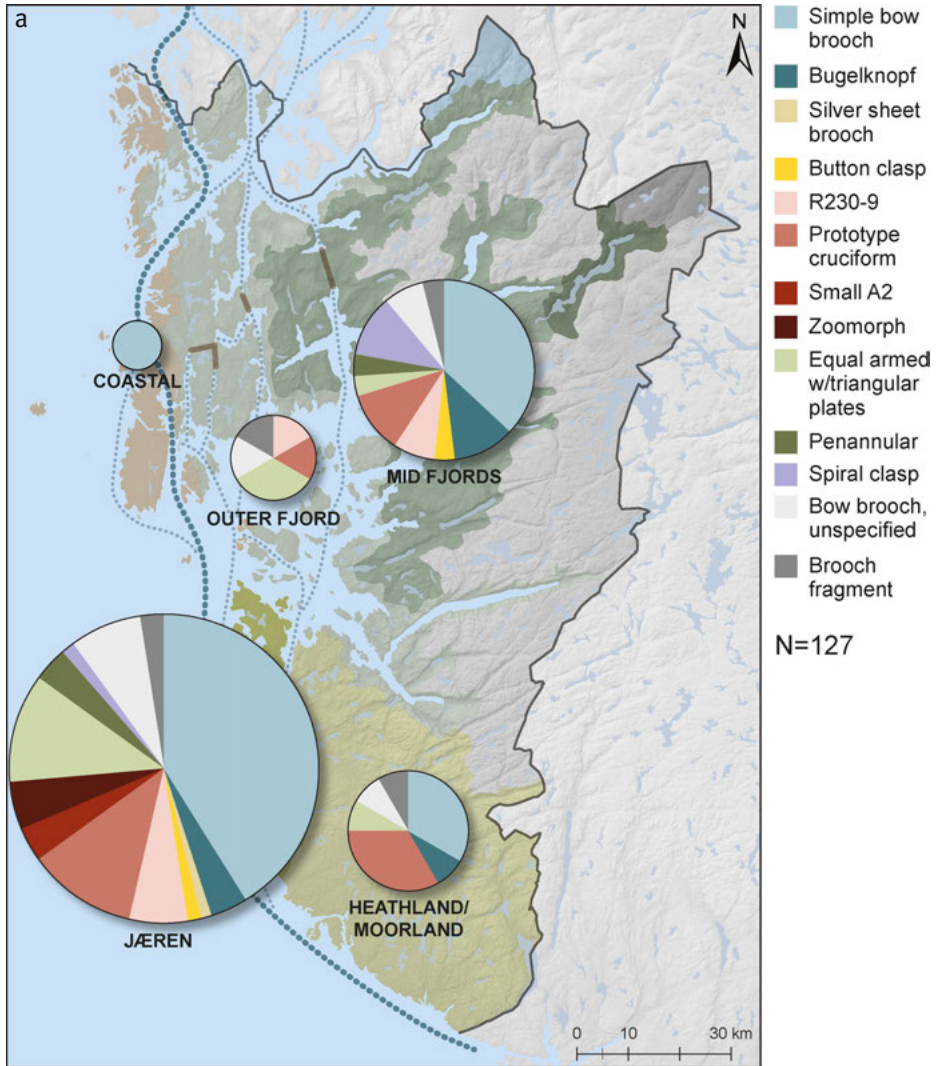 a
N
COASTAL
MID FJORDS
OUTER FJORD
JÆREN
HEATHLAND/
MOORLAND
0 10 30 km
Simple bow
brooch
Bugelknopf
Silver sheet
brooch
Button clasp
R230-9
Prototype
cruciform
Small A2
Zoomorph
Equal armed
w/triangular
plates
Penannular
Spiral clasp
Bow brooch,
unspecified
Brooch
fragment
N=127